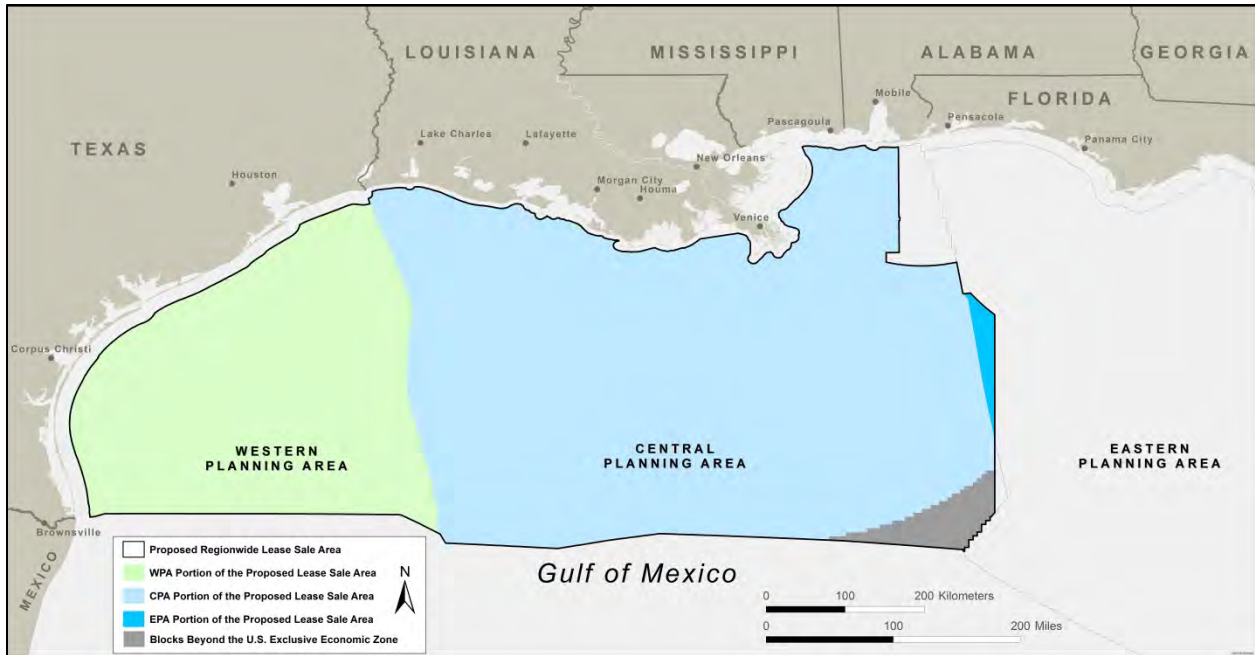 LOUISIANA
MISSISSIPPI
ALABAMA
GEORGIA
Mobile
FLORIDA
Pascagoula
Pensacola
Lake Charles
Lafayette
Panama City
TEXAS
New Orleans
Houston
Morgan City
Houma
Venice
Corpus Christi
WESTERN
PLANNING AREA
CENTRAL
PLANNING AREA
EASTERN
PLANNING AREA
Brownsville
MEXICO
Proposed Regionwide Lease Sale Area
WPA Portion of the Proposed Lease Sale Area
CPA Portion of the Proposed Lease Sale Area
EPA Portion of the Proposed Lease Sale Area
Blocks Beyond the U.S. Exclusive Economic Zone
N
Gulf of Mexico
0 100 200 Kilometers
0 100 200 Miles